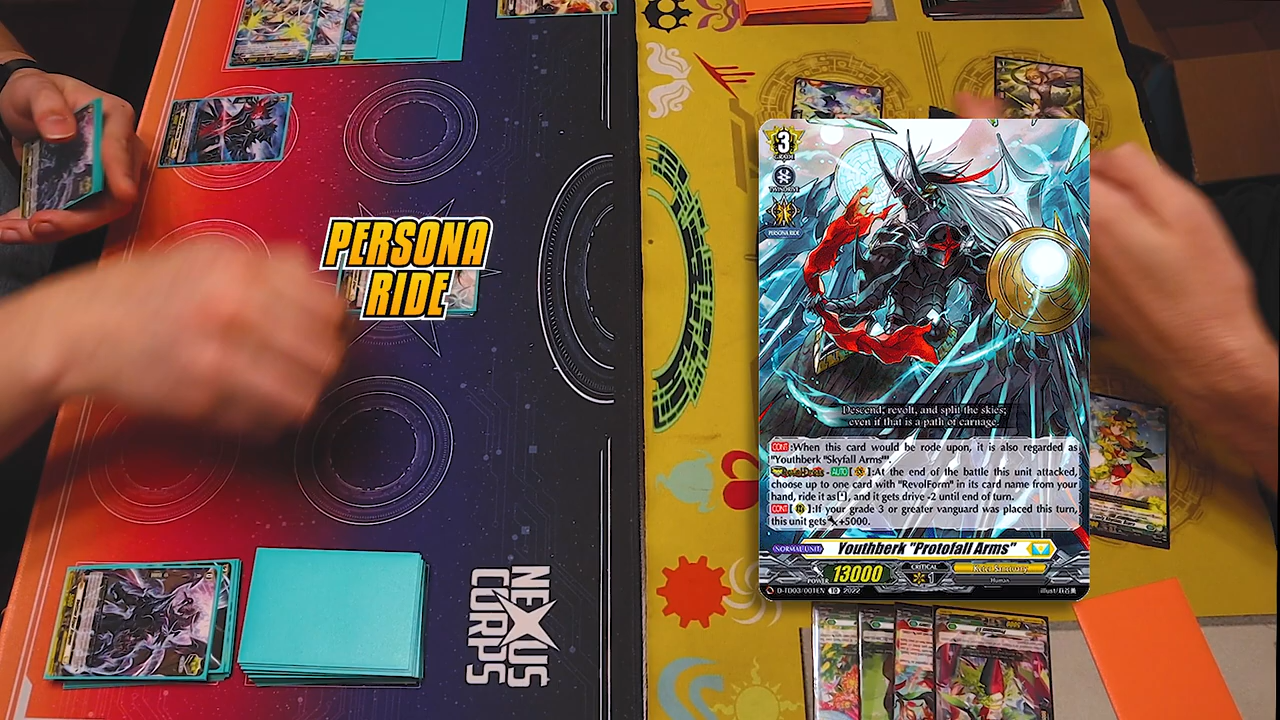 PERSONA
RIDE
3
GRADE
TWIN DRIVE
PERSONA RIDE
Descend, revolt, and split the skies;
even if that is a path of carnage.
CONT:When this card would be rode upon, it is also regarded as
"Youthberk "Skyfall Arms"".
RevolDress-AUTO[ ]:At the end of the battle this unit attacked,
choose up to one card with "RevolForm" in its card name from your
hand, ride it as[ ], and it gets drive -2 until end of turn.
CONT[ ]:If your grade 3 or greater vanguard was placed this turn,
this unit gets +5000.
NORMAL UNIT
Youthberk "Protofall Arms"
POWER 13000
CRITICAL
1
Keter Sanctuary
Human
D-TD03/001EN TD 2022
NEXUS
CORPS